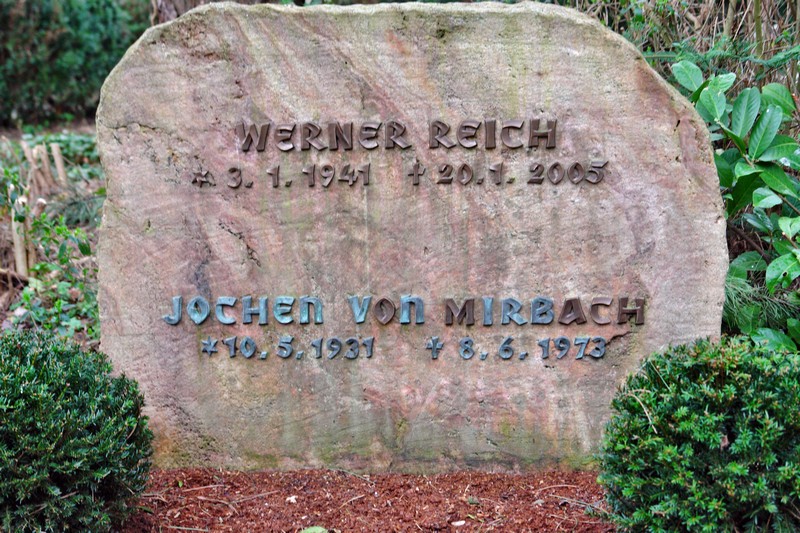 WERNER REICH
* 3. 1. 1941 † 20. 1. 2005
JOCHEN VON MIRBACH
* 10. 5. 1931 † 8. 6. 1973